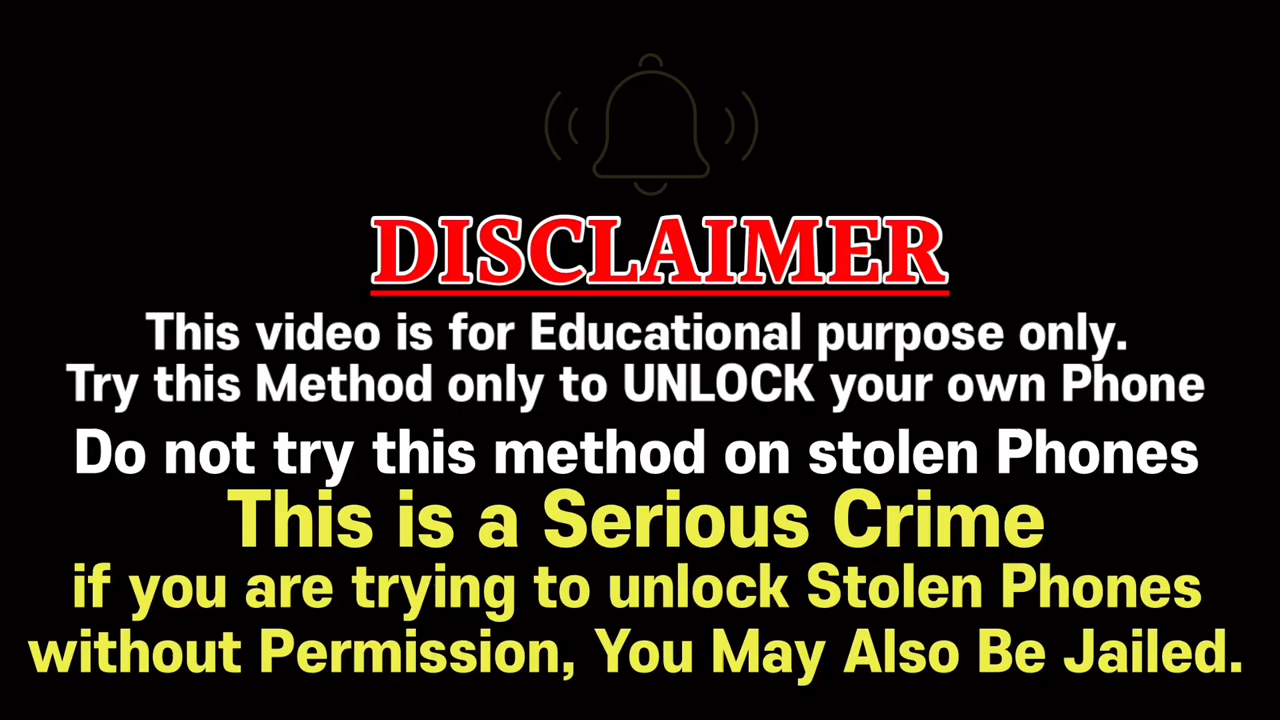 DISCLAIMER
This video is for Educational purpose only.
Try this Method only to UNLOCK your own Phone
Do not try this method on stolen Phones
This is a Serious Crime
if you are trying to unlock Stolen Phones
without Permission, You May Also Be Jailed.